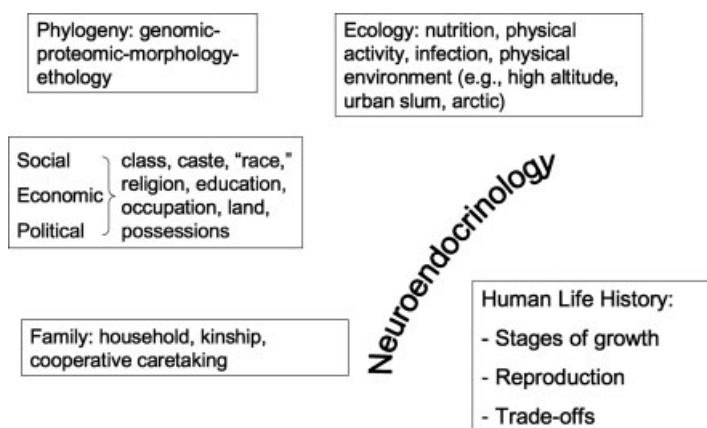 Phylogeny: genomic-
proteomic-morphology-
ethology
Ecology: nutrition, physical
activity, infection, physical
environment (e.g., high altitude,
urban slum, arctic)
Social
Economic
Political
class, caste, “race,”
religion, education,
occupation, land,
possessions
Neuroendocrinology
Family: household, kinship,
cooperative caretaking
Human Life History:
- Stages of growth
- Reproduction
- Trade-offs